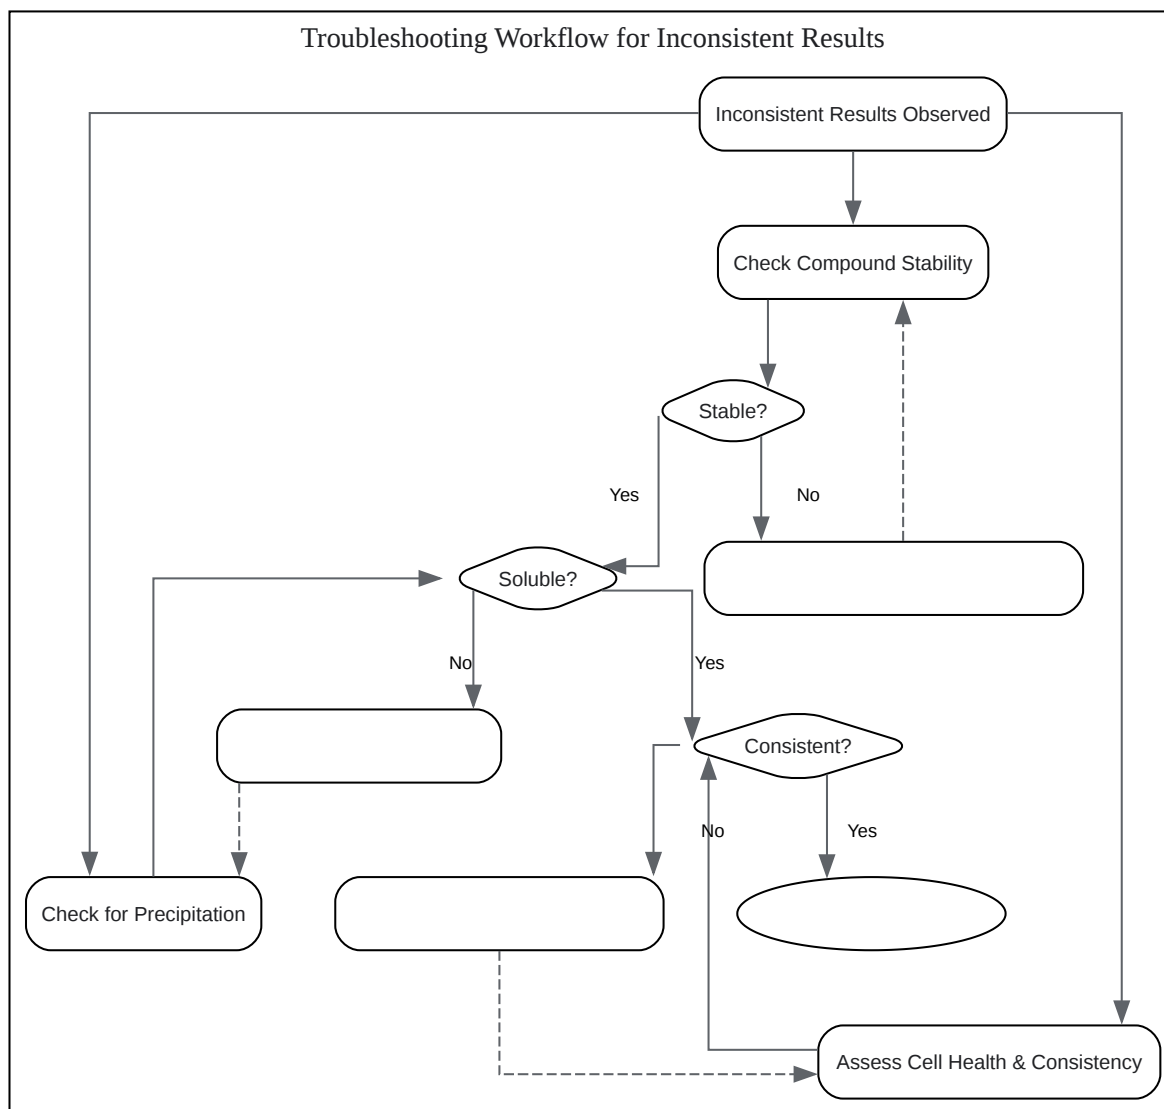 Troubleshooting Workflow for Inconsistent Results
Inconsistent Results Observed
Check Compound Stability
Stable?
Yes
No
Soluble?
No
Yes
Consistent?
No
Yes
Check for Precipitation
Assess Cell Health & Consistency